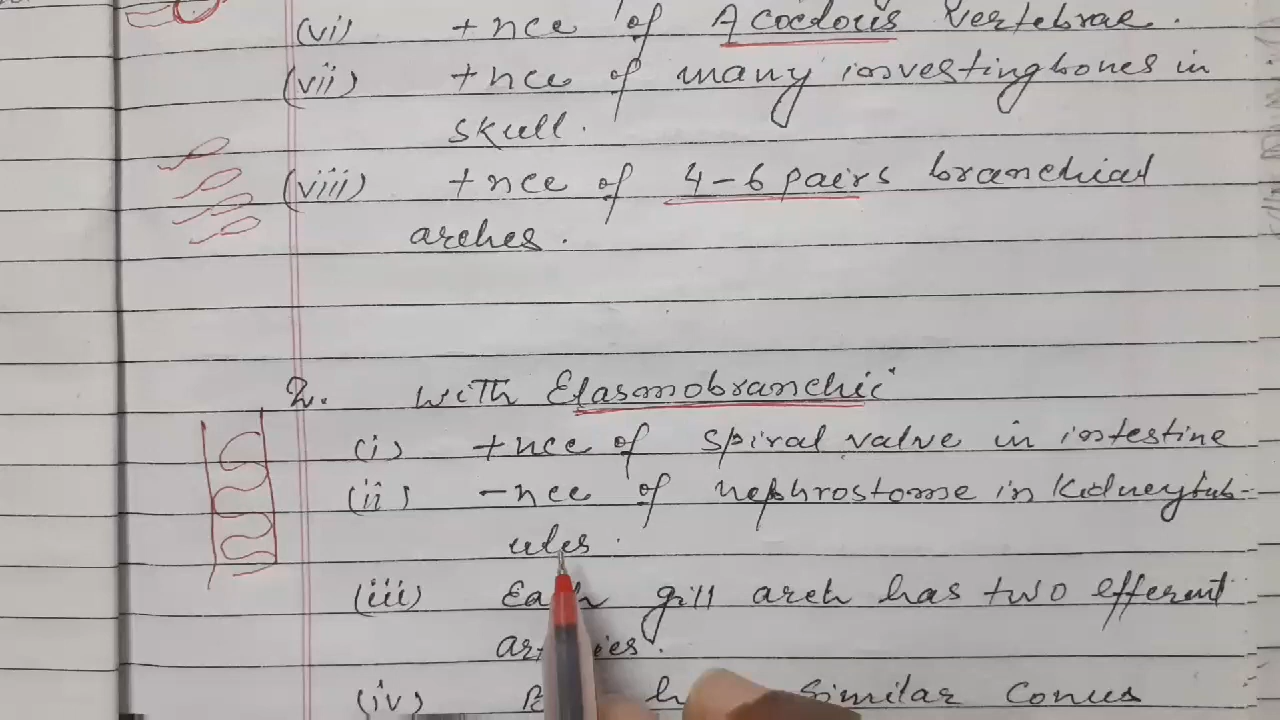 (vi) +nce of Acoelous Vertebrae.
(vii) +nce of many investing bones in
skull.
(viii) +nce of 4-6 pairs branchial
arches.
2. with Elasmobranchii
(i) +nce of spiral valve in intestine
(ii) -nce of nephrostome in Kidney tub-
ules.
(iii) Each gill arch has two efferent
(iv) Similar Conus